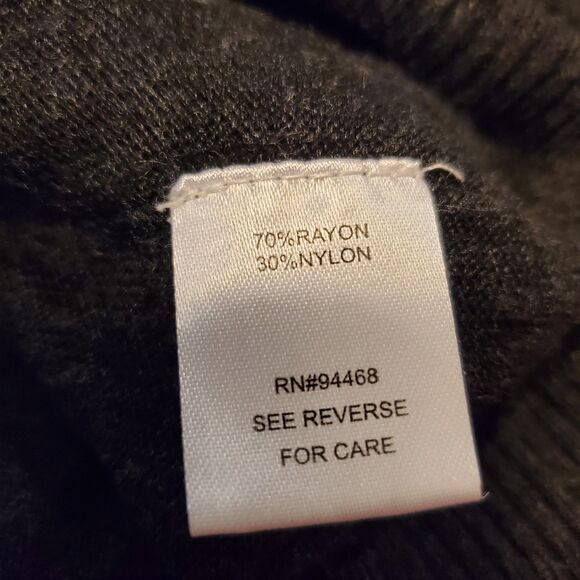 70%RAYON
30%NYLON
RN#94468
SEE REVERSE
FOR CARE